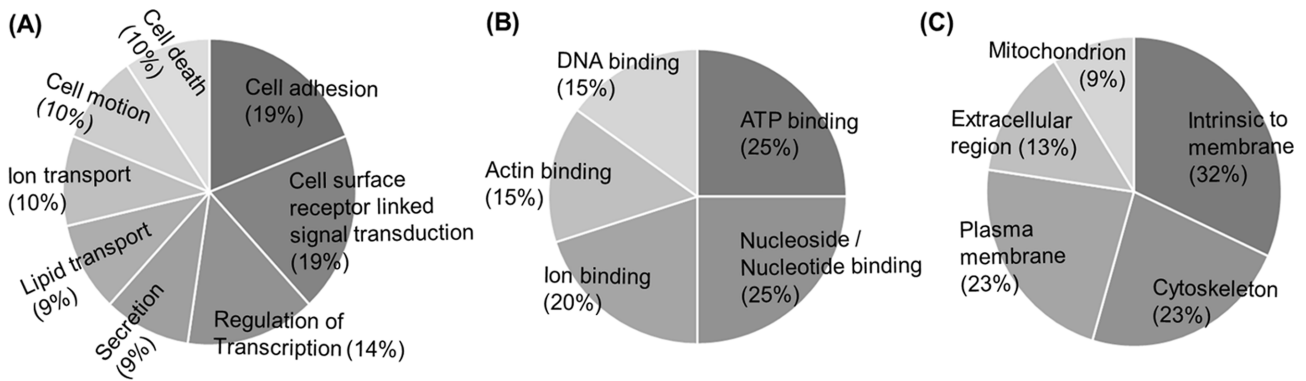 (A)
Cell death
(10%)
Cell adhesion
(19%)
Cell motion
(10%)
Ion transport
(10%)
Cell surface
receptor linked
signal transduction
(19%)
Lipid transport
(9%)
Secretion
(9%)
Regulation of
Transcription (14%)
(B)
DNA binding
(15%)
ATP binding
(25%)
Actin binding
(15%)
Nucleoside /
Nucleotide binding
(25%)
Ion binding
(20%)
(C)
Mitochondrion
(9%)
Intrinsic to
membrane
(32%)
Extracellular
region (13%)
Plasma
membrane
(23%)
Cytoskeleton
(23%)